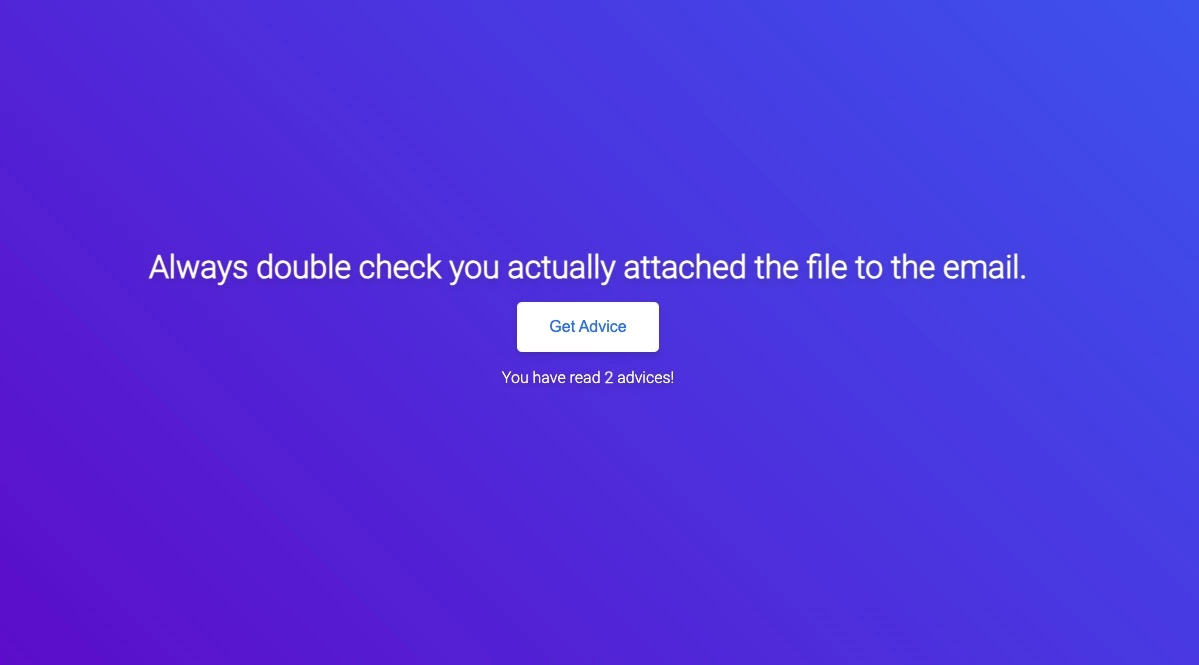 Always double check you actually attached the file to the email.
Get Advice
You have read 2 advices!